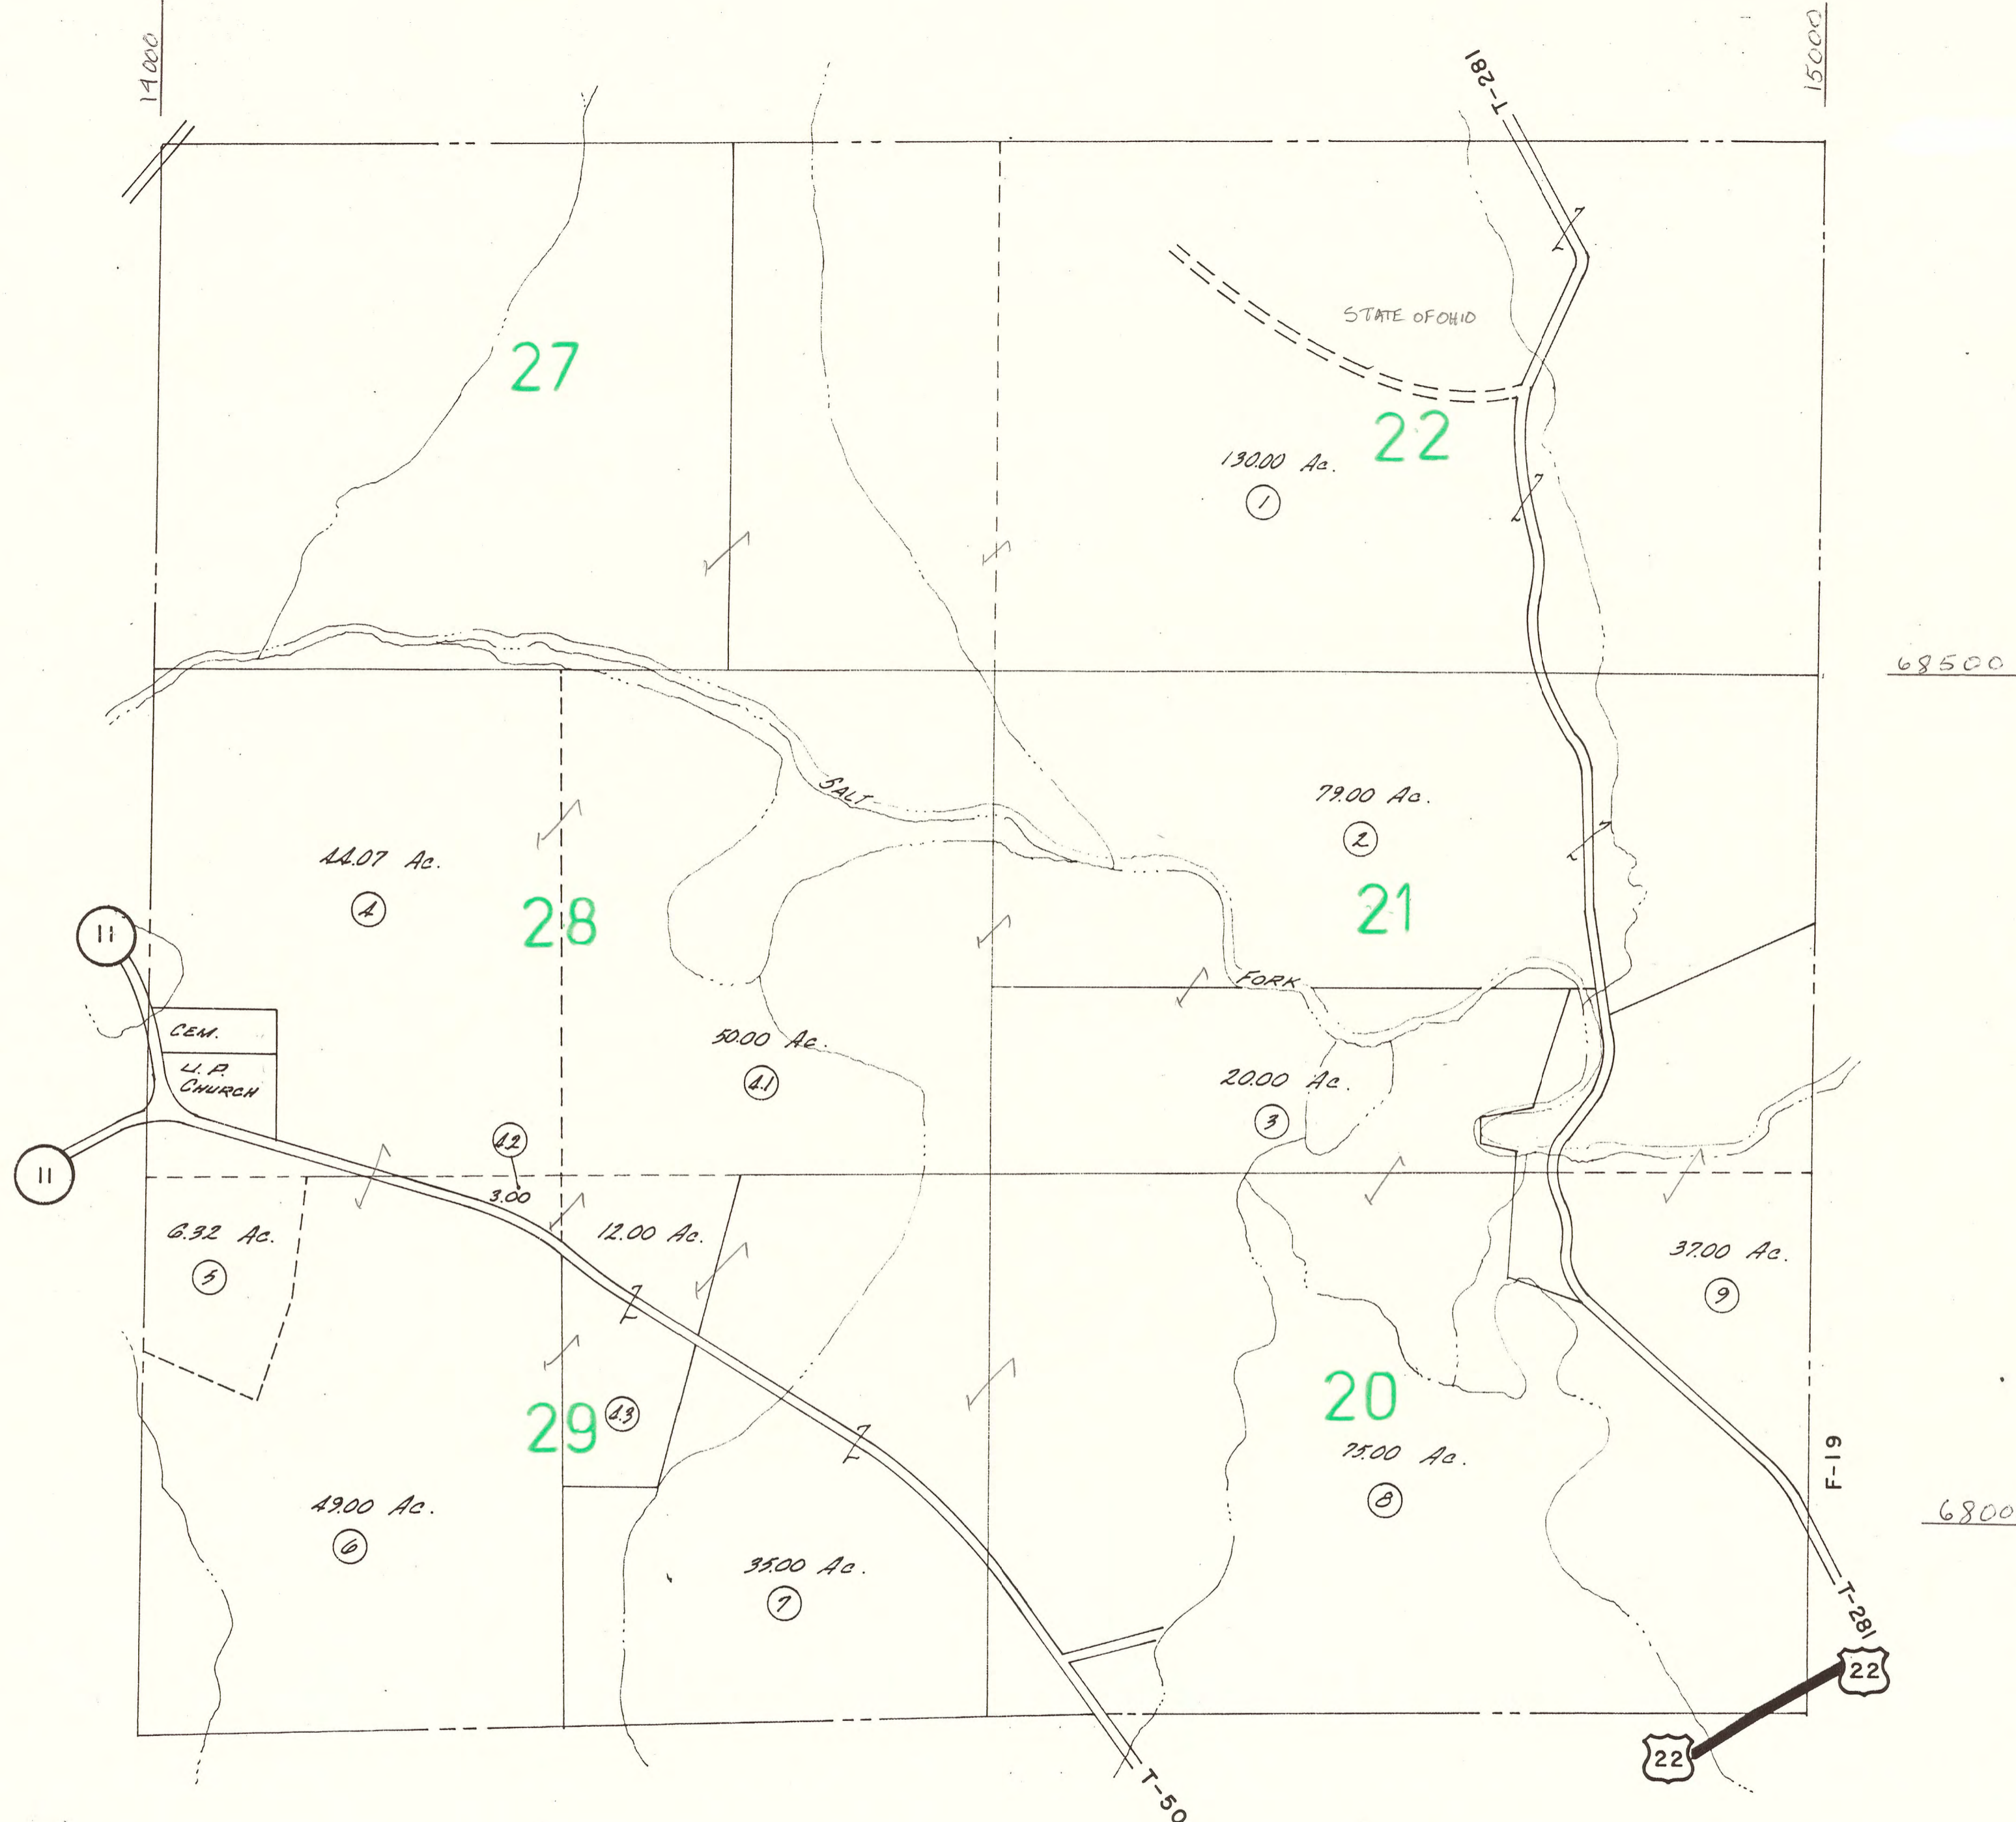 14000
15000
T-281
STATE OF OHIO
27
22
130.00 Ac.
1
68500
SALT
79.00 Ac.
2
44.07 Ac.
4
28
21
11
FORK
CEM.
U. P.
CHURCH
50.00 Ac.
4.1
20.00 Ac.
3
4.2
11
3.00
6.32 Ac.
5
12.00 Ac.
37.00 Ac.
9
20
29
4.3
75.00 Ac.
8
F-19
49.00 Ac.
6
6800
35.00 Ac.
7
T-281
22
22
T-50